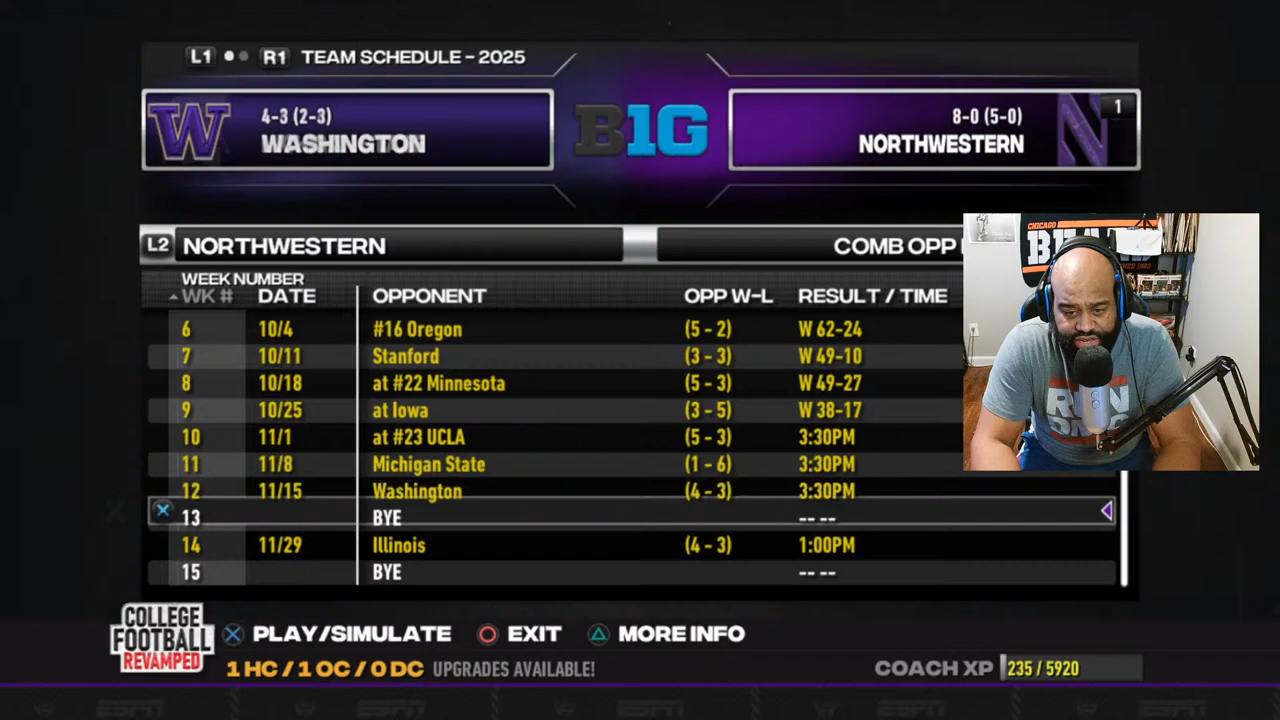 L1 R1 TEAM SCHEDULE - 2025
W 4-3 (2-3) WASHINGTON
B1G
8-0 (5-0) NORTHWESTERN N 1
L2 NORTHWESTERN COMB OPP
WEEK NUMBER
WK # DATE OPPONENT OPP W-L RESULT / TIME
6 10/4 #16 Oregon (5 - 2) W 62-24
7 10/11 Stanford (3 - 3) W 49-10
8 10/18 at #22 Minnesota (5 - 3) W 49-27
9 10/25 at Iowa (3 - 5) W 38-17
10 11/1 at #23 UCLA (5 - 3) 3:30PM
11 11/8 Michigan State (1 - 6) 3:30PM
12 11/15 Washington (4 - 3) 3:30PM
13 BYE -- --
14 11/29 Illinois (4 - 3) 1:00PM
15 BYE -- --
CHICAGO
COLLEGE FOOTBALL REVAMPED
PLAY/SIMULATE EXIT MORE INFO
1 HC / 1 OC / 0 DC UPGRADES AVAILABLE!
COACH XP 235 / 5920